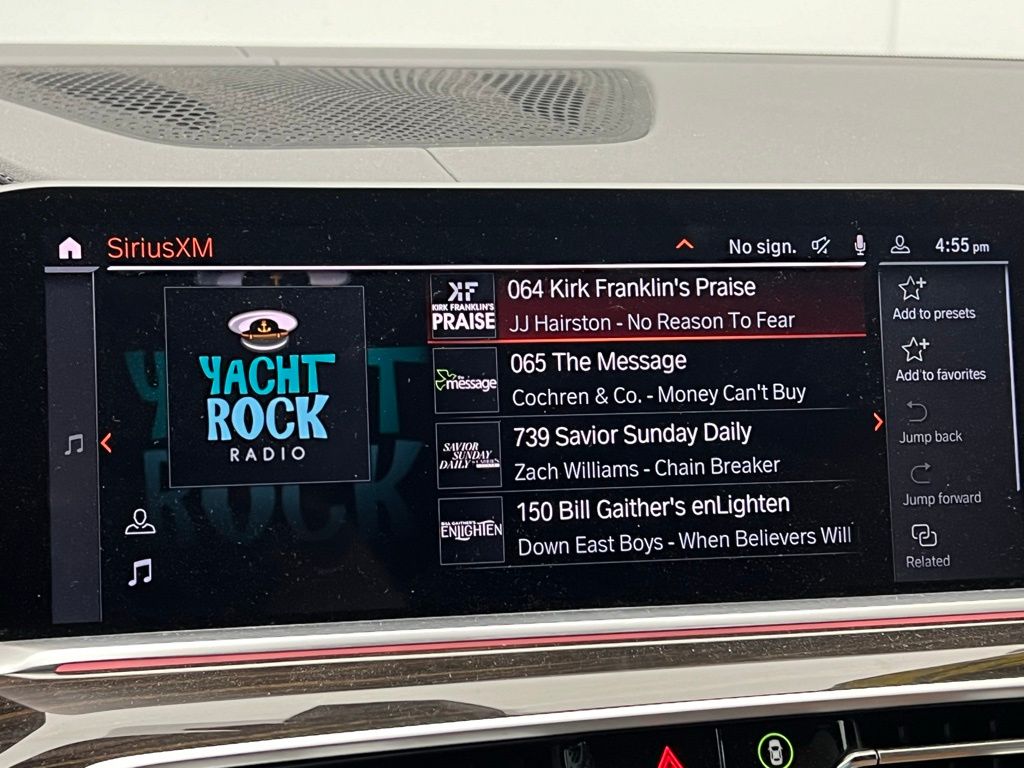 SiriusXM
No sign.
4:55 pm
YACHT
ROCK
RADIO
KF
KIRK FRANKLIN'S
PRAISE
064 Kirk Franklin's Praise
JJ Hairston - No Reason To Fear
the
message
065 The Message
Cochren & Co. - Money Can't Buy
SAVIOR
SUNDAY
DAILY
739 Savior Sunday Daily
Zach Williams - Chain Breaker
BILL GAITHER'S
ENLIGHTEN
150 Bill Gaither's enLighten
Down East Boys - When Believers Will
Add to presets
Add to favorites
Jump back
Jump forward
Related